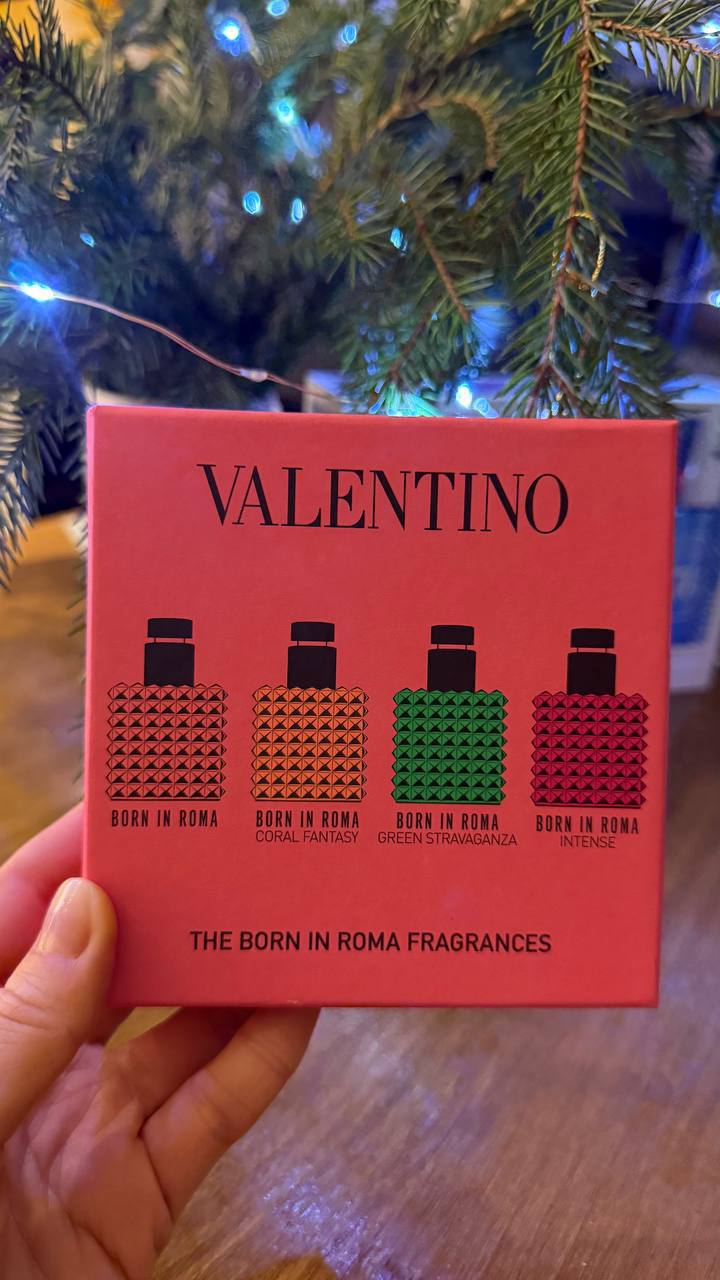 VALENTINO
BORN IN ROMA
BORN IN ROMA
CORAL FANTASY
BORN IN ROMA
GREEN STRAVAGANZA
BORN IN ROMA
INTENSE
THE BORN IN ROMA FRAGRANCES